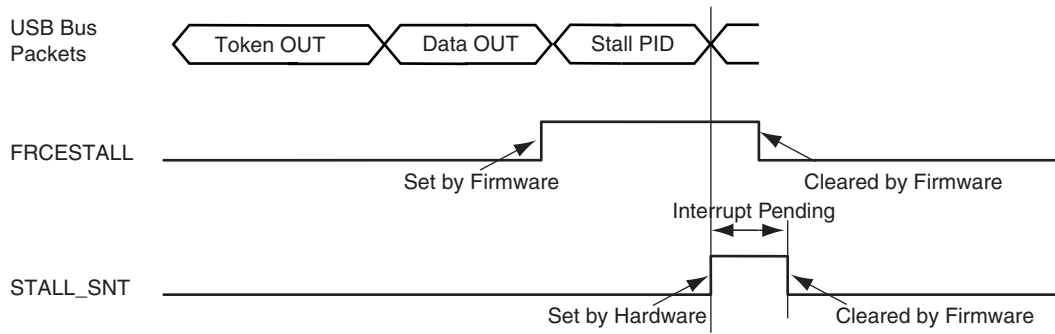 USB Bus
Packets
Token OUT
Data OUT
Stall PID
FRCESTALL
Set by Firmware
Cleared by Firmware
Interrupt Pending
STALL_SNT
Set by Hardware
Cleared by Firmware